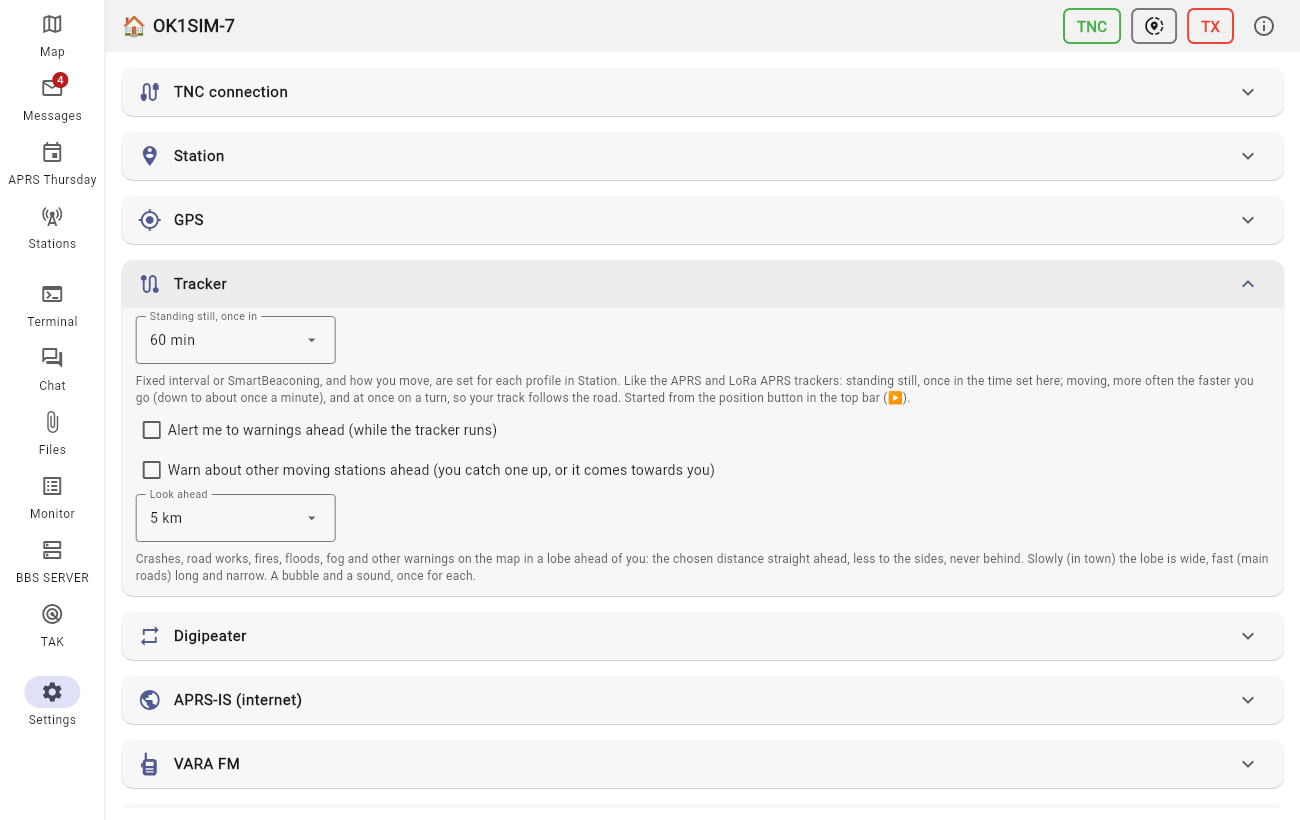 Map
4
Messages
APRS Thursday
Stations
Terminal
Chat
Files
Monitor
BBS SERVER
TAK
Settings
🏠 OK1SIM-7
TNC
TX
TNC connection
Station
GPS
Tracker
Standing still, once in
60 min
Fixed interval or SmartBeaconing, and how you move, are set for each profile in Station. Like the APRS and LoRa APRS trackers: standing still, once in the time set here; moving, more often the faster you
go (down to about once a minute), and at once on a turn, so your track follows the road. Started from the position button in the top bar (▶️).
Alert me to warnings ahead (while the tracker runs)
Warn about other moving stations ahead (you catch one up, or it comes towards you)
Look ahead
5 km
Crashes, road works, fires, floods, fog and other warnings on the map in a lobe ahead of you: the chosen distance straight ahead, less to the sides, never behind. Slowly (in town) the lobe is wide, fast (main
roads) long and narrow. A bubble and a sound, once for each.
Digipeater
APRS-IS (internet)
VARA FM